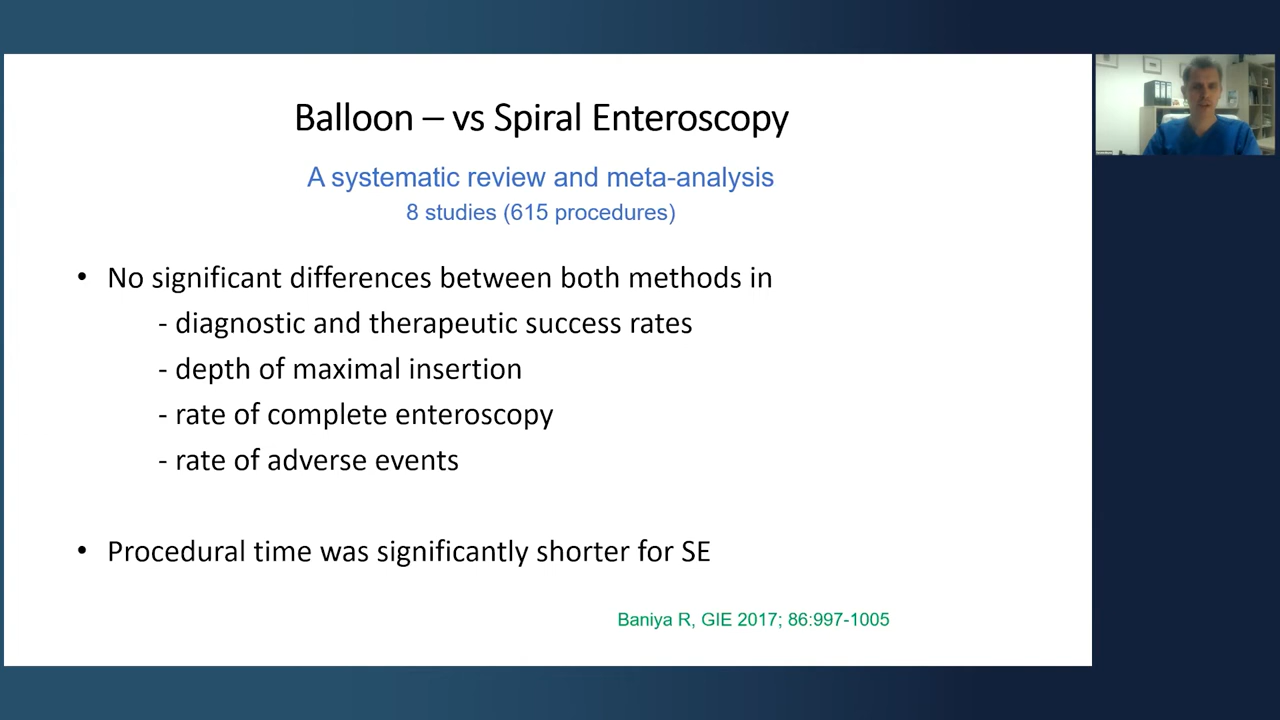 Balloon – vs Spiral Enteroscopy
A systematic review and meta-analysis
8 studies (615 procedures)
• No significant differences between both methods in
- diagnostic and therapeutic success rates
- depth of maximal insertion
- rate of complete enteroscopy
- rate of adverse events
• Procedural time was significantly shorter for SE
Baniya R, GIE 2017; 86:997-1005